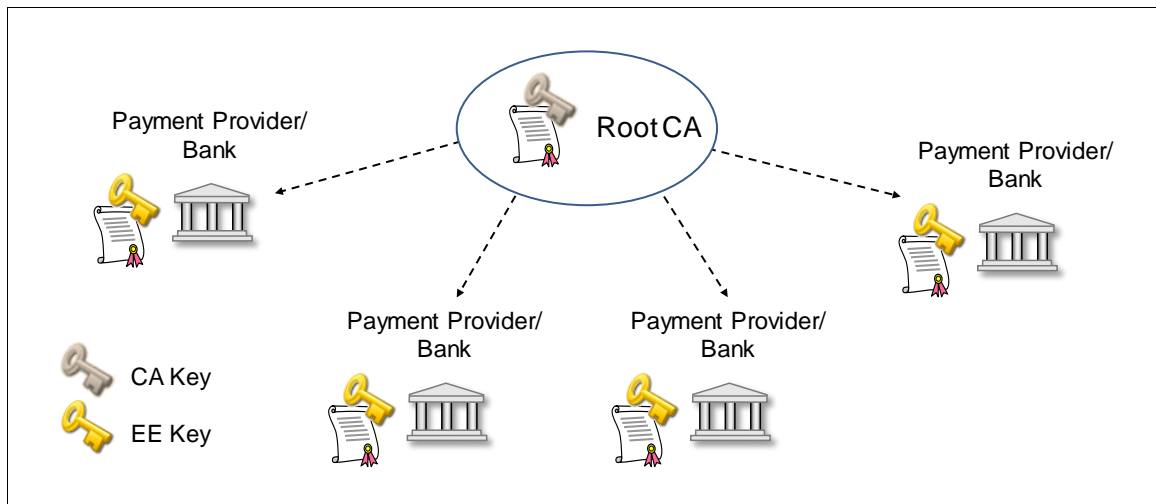 Root CA
Payment Provider/
Bank
Payment Provider/
Bank
Payment Provider/
Bank
Payment Provider/
Bank
CA Key
EE Key